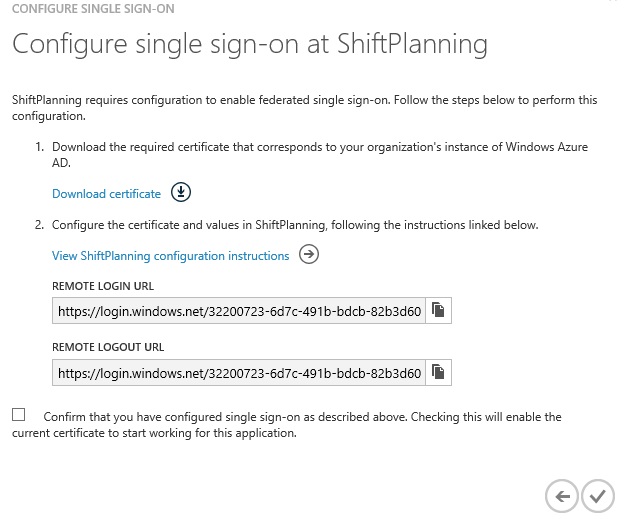 CONFIGURE SINGLE SIGN-ON
Configure single sign-on at ShiftPlanning
ShiftPlanning requires configuration to enable federated single sign-on. Follow the steps below to perform this
configuration.
1. Download the required certificate that corresponds to your organization's instance of Windows Azure
AD.
Download certificate
2. Configure the certificate and values in ShiftPlanning, following the instructions linked below.
View ShiftPlanning configuration instructions
REMOTE LOGIN URL
https://login.windows.net/32200723-6d7c-491b-bdcb-82b3d60
REMOTE LOGOUT URL
https://login.windows.net/32200723-6d7c-491b-bdcb-82b3d60
Confirm that you have configured single sign-on as described above. Checking this will enable the
current certificate to start working for this application.